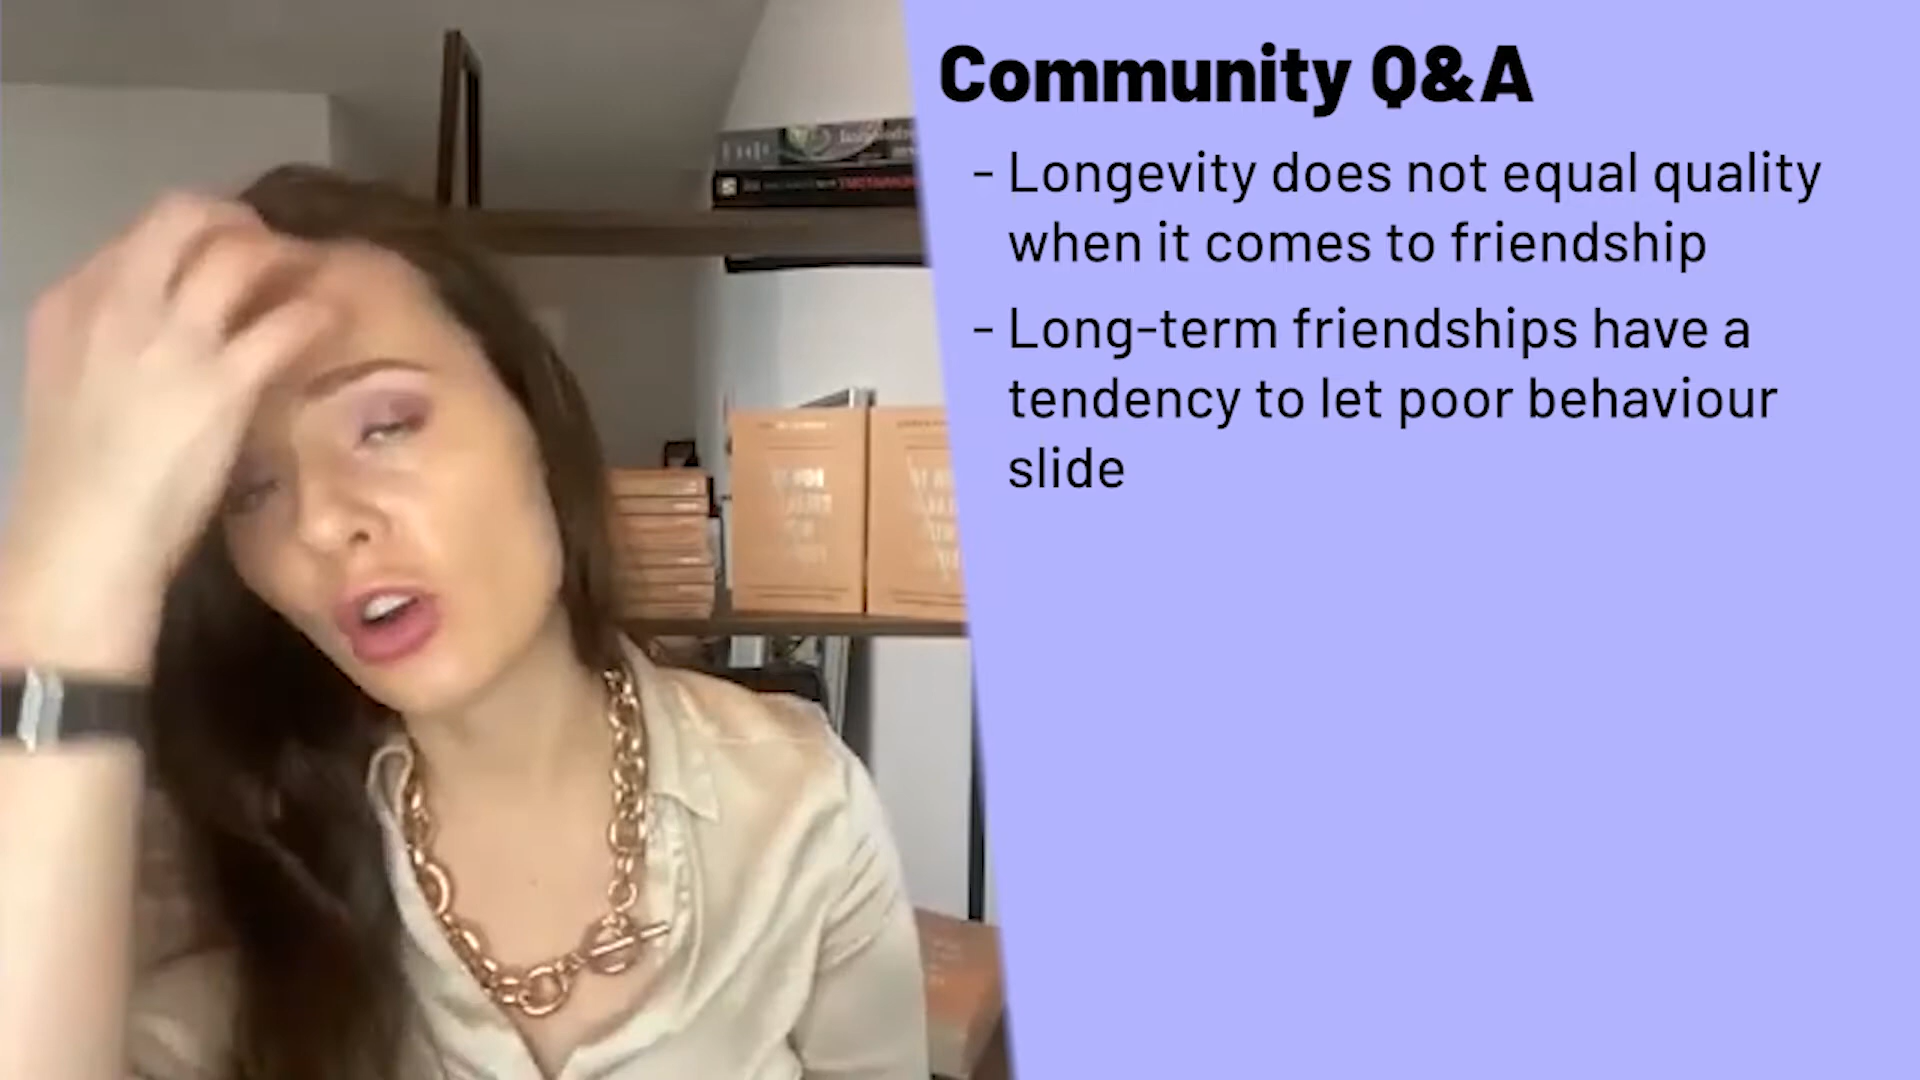 Community Q&A
- Longevity does not equal quality
when it comes to friendship
- Long-term friendships have a
tendency to let poor behaviour
slide